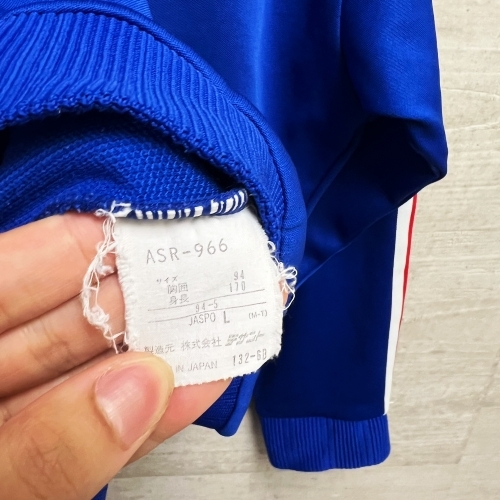 ASR-966
サイズ
胸囲 94
身長 170
94-5
JASPO L
製造元 株式会社
IN JAPAN 132-60